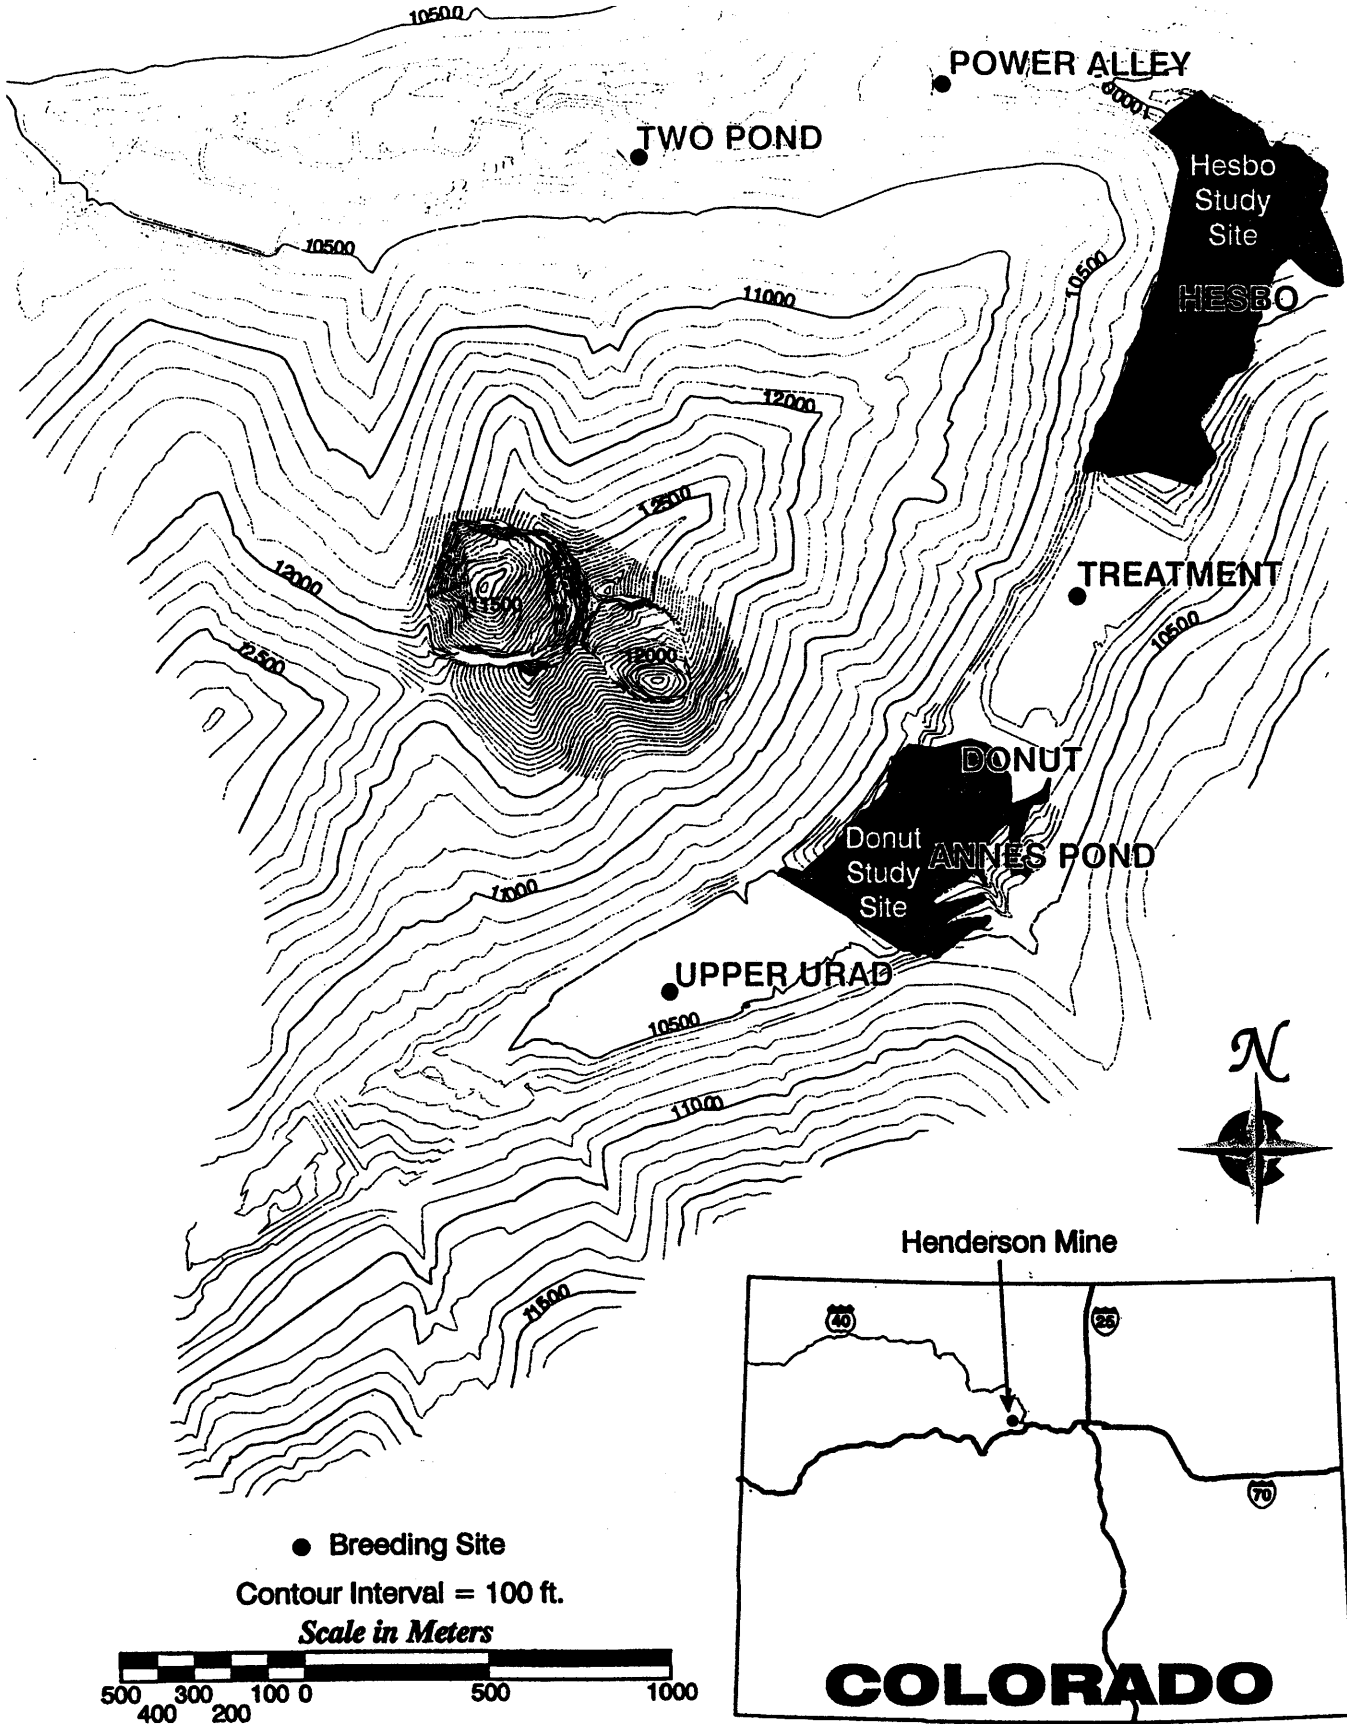 10500
POWER ALLEY
10000
TWO POND
Hesbo
Study
Site
10500
10500
11000
HESBO
12000
12500
12000
11500
TREATMENT
10500
12500
12000
DONUT
Donut
Study
Site
ANNES POND
11000
UPPER URAD
10500
N
11000
Henderson Mine
11500
40
25
70
Breeding Site
Contour Interval = 100 ft.
Scale in Meters
500 300 100 0 500 1000
400 200
COLORADO